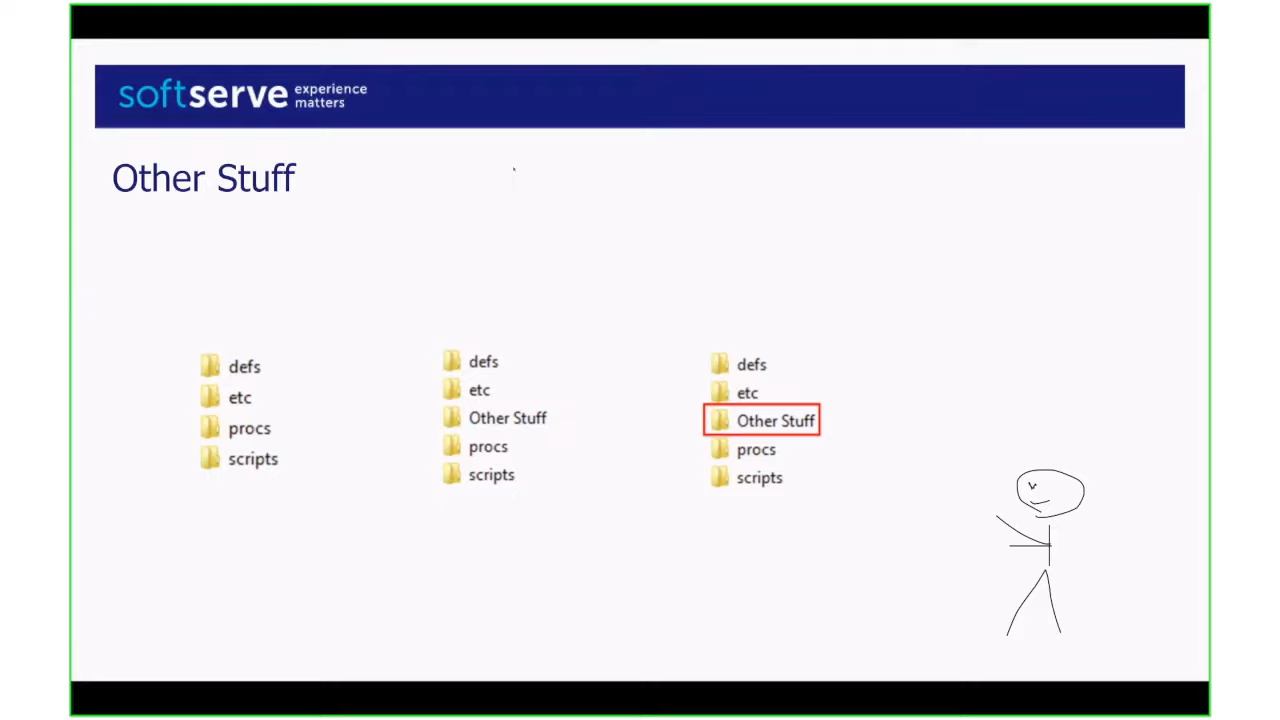 softserve experience
matters
Other Stuff
defs
etc
procs
scripts
defs
etc
Other Stuff
procs
scripts
defs
etc
Other Stuff
procs
scripts